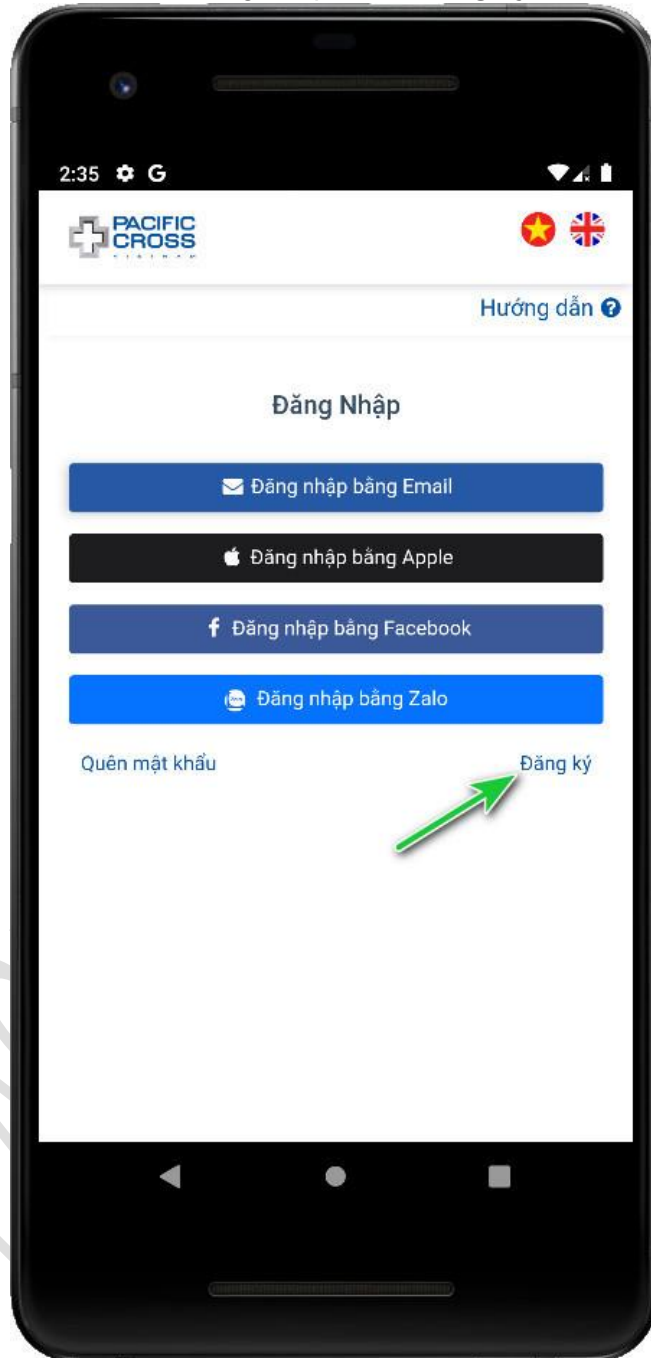 2:35 G
PACIFIC
CROSS
VIETNAM
Hướng dẫn
Đăng Nhập
Đăng nhập bằng Email
Đăng nhập bằng Apple
Đăng nhập bằng Facebook
Đăng nhập bằng Zalo
Quên mật khẩu Đăng ký